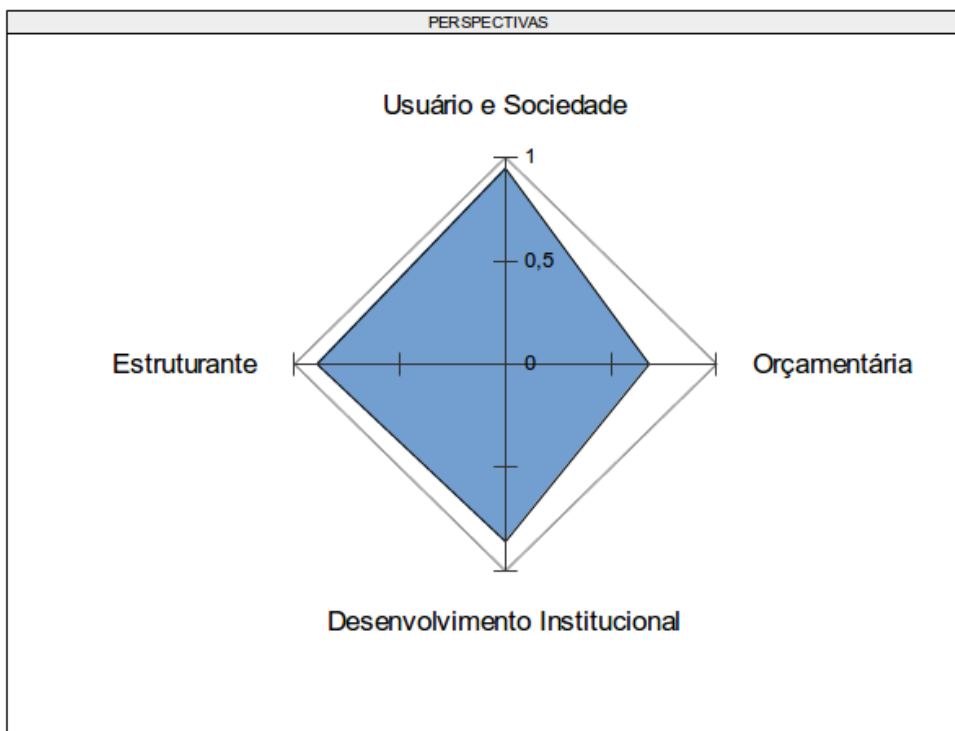 PERSPECTIVAS
Usuário e Sociedade
1
0,5
Estruturante
0
Orçamentária
Desenvolvimento Institucional